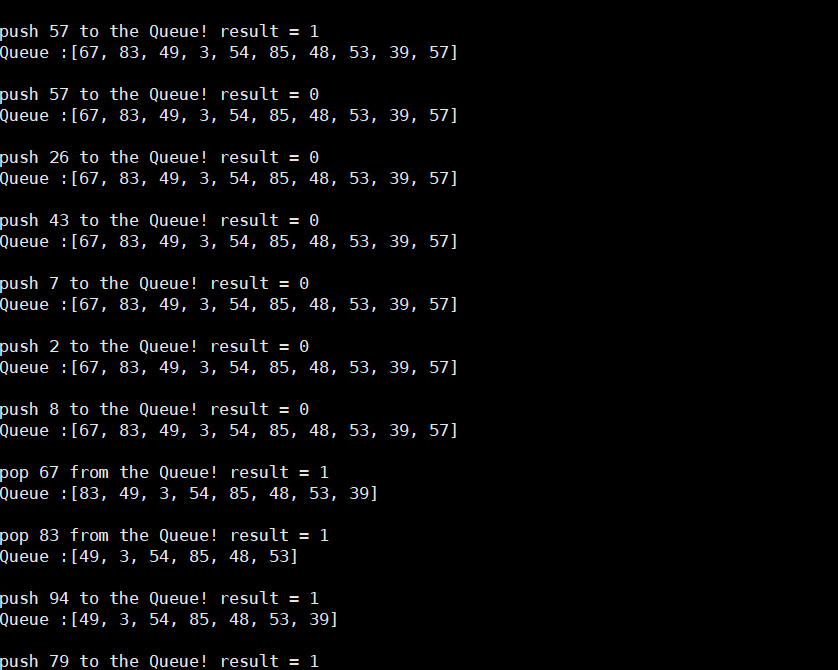 push 57 to the Queue! result = 1
Queue :[67, 83, 49, 3, 54, 85, 48, 53, 39, 57]
push 57 to the Queue! result = 0
Queue :[67, 83, 49, 3, 54, 85, 48, 53, 39, 57]
push 26 to the Queue! result = 0
Queue :[67, 83, 49, 3, 54, 85, 48, 53, 39, 57]
push 43 to the Queue! result = 0
Queue :[67, 83, 49, 3, 54, 85, 48, 53, 39, 57]
push 7 to the Queue! result = 0
Queue :[67, 83, 49, 3, 54, 85, 48, 53, 39, 57]
push 2 to the Queue! result = 0
Queue :[67, 83, 49, 3, 54, 85, 48, 53, 39, 57]
push 8 to the Queue! result = 0
Queue :[67, 83, 49, 3, 54, 85, 48, 53, 39, 57]
pop 67 from the Queue! result = 1
Queue :[83, 49, 3, 54, 85, 48, 53, 39]
pop 83 from the Queue! result = 1
Queue :[49, 3, 54, 85, 48, 53]
push 94 to the Queue! result = 1
Queue :[49, 3, 54, 85, 48, 53, 39]
push 79 to the Queue! result = 1